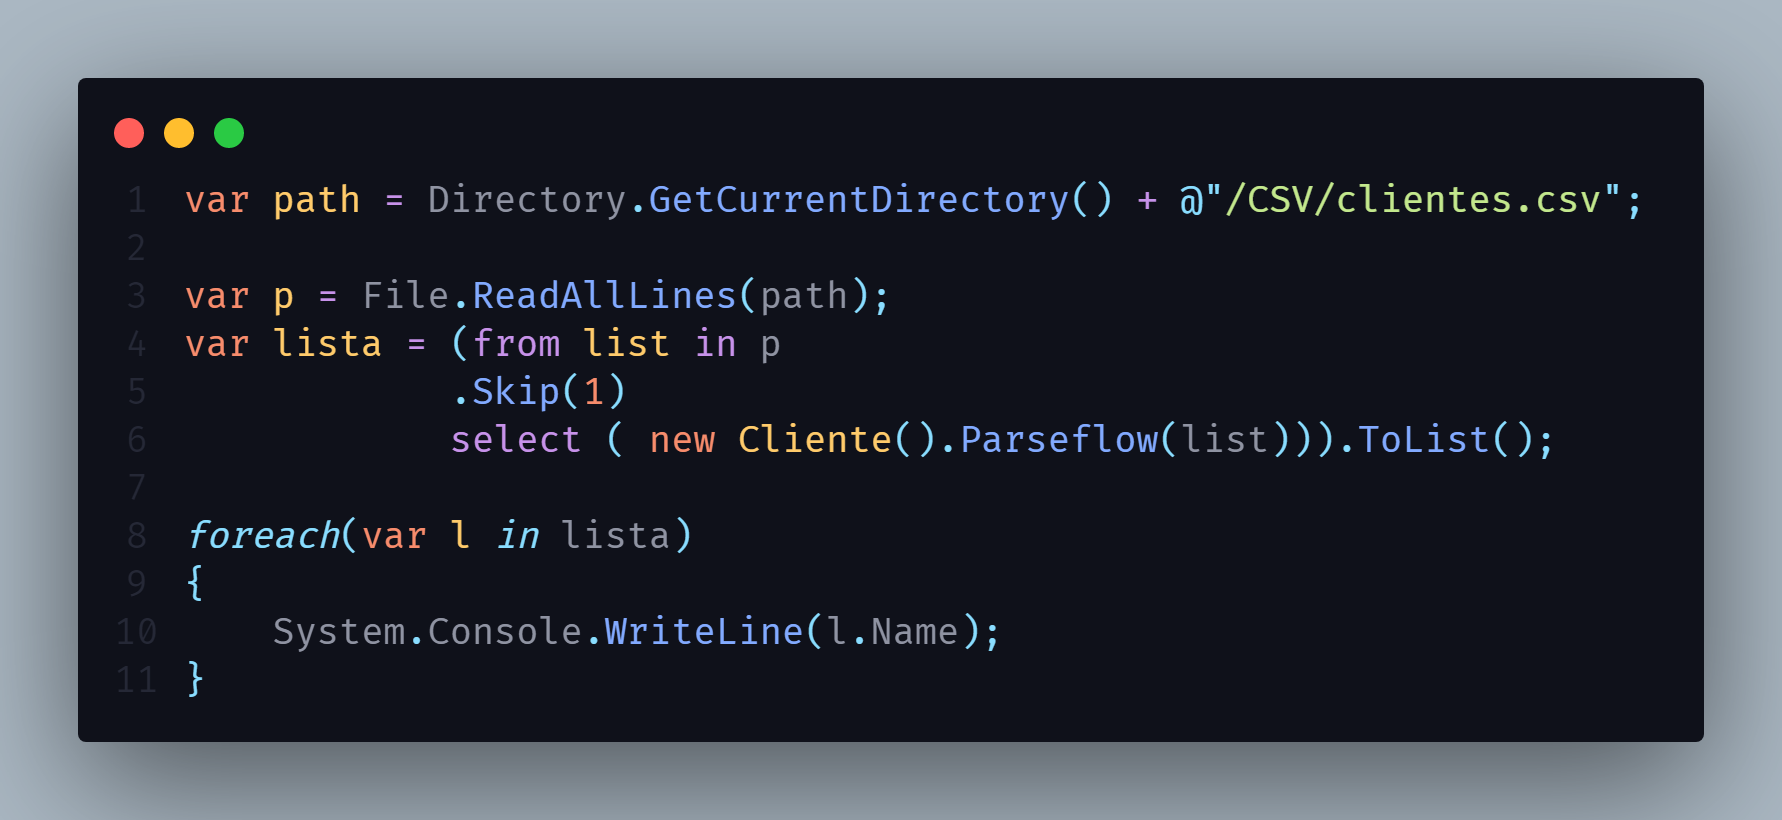 1 var path = Directory.GetCurrentDirectory() + @"/CSV/clientes.csv";
2
3 var p = File.ReadAllLines(path);
4 var lista = (from list in p
5             .Skip(1)
6             select ( new Cliente().Parseflow(list))).ToList();
7
8 foreach(var l in lista)
9 {
10     System.Console.WriteLine(l.Name);
11 }